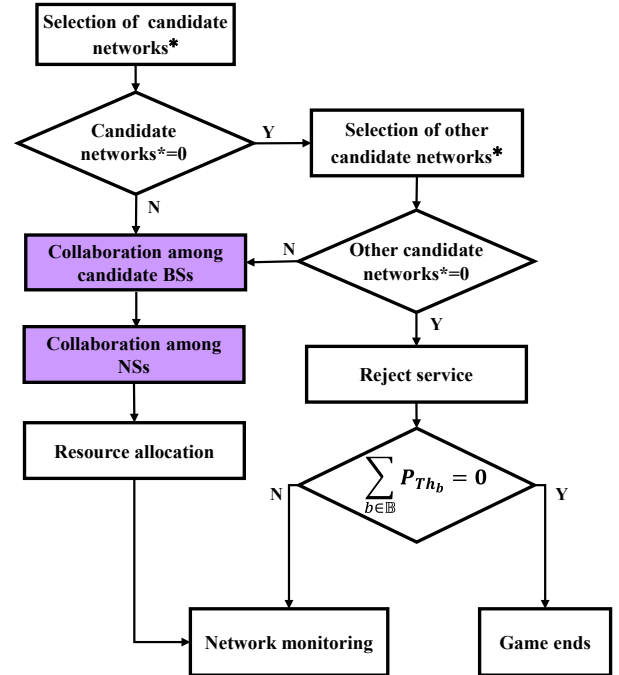 Selection of candidate
networks*
Candidate
networks*=0
Y
Selection of other
candidate networks*
N
Collaboration among
candidate BSs
N
Other candidate
networks*=0
Y
Collaboration among
NSs
Reject service
Resource allocation
∑ P_{Th_b} = 0
b∈𝔹
N
Y
Network monitoring
Game ends